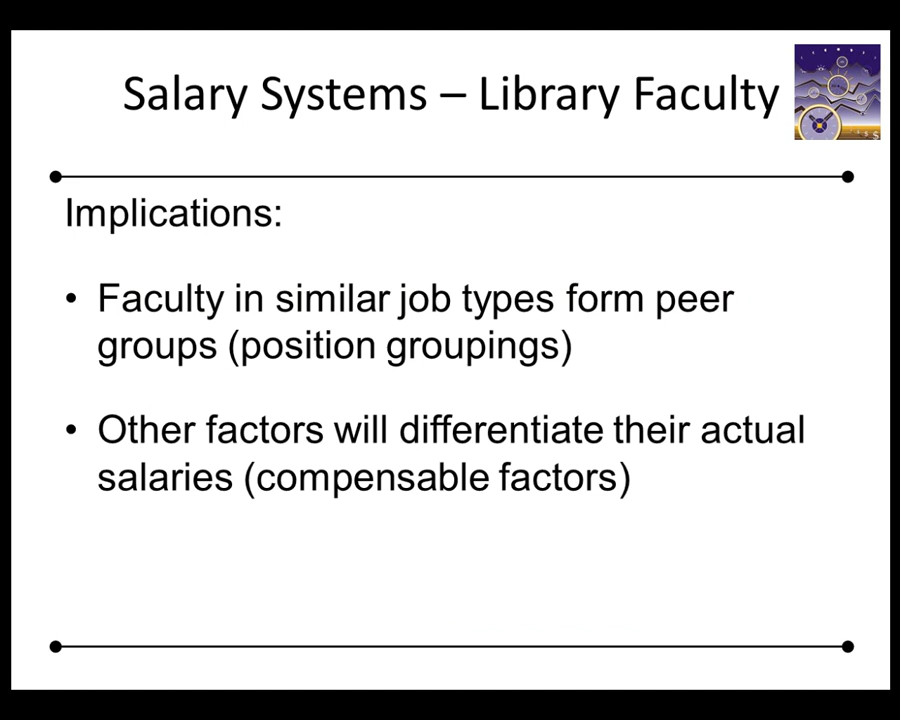 Salary Systems – Library Faculty
Implications:
• Faculty in similar job types form peer
groups (position groupings)
• Other factors will differentiate their actual
salaries (compensable factors)